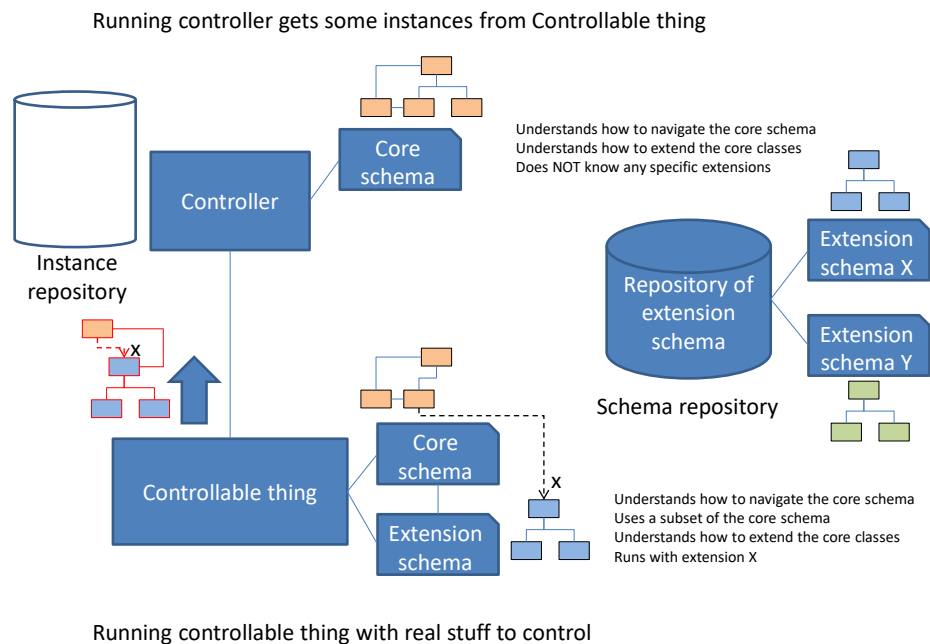 Running controller gets some instances from Controllable thing
Core
schema
Understands how to navigate the core schema
Understands how to extend the core classes
Does NOT know any specific extensions
Controller
Instance
repository
Extension
schema X
Repository of
extension
schema
Extension
schema Y
Schema repository
X
Controllable thing
Core
schema
X
Extension
schema
Understands how to navigate the core schema
Uses a subset of the core schema
Understands how to extend the core classes
Runs with extension X
Running controllable thing with real stuff to control